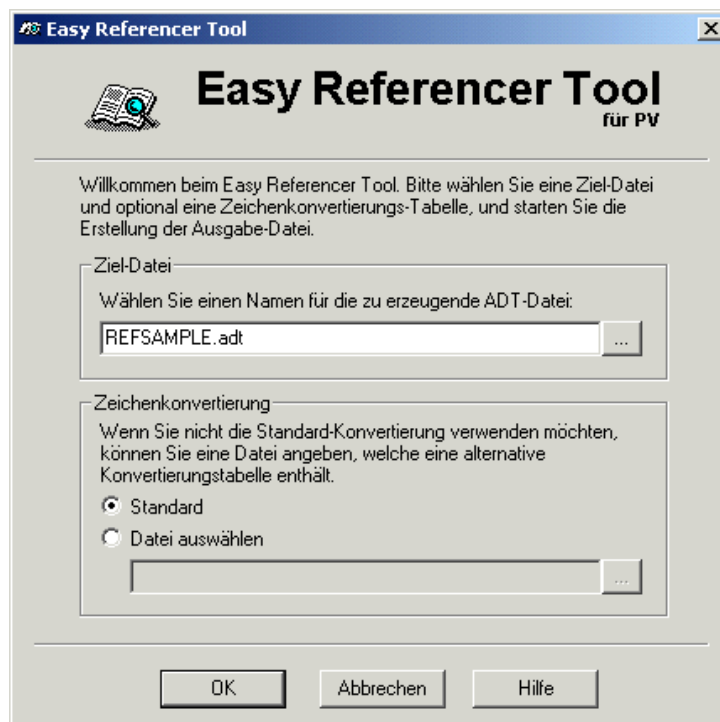 Easy Referencer Tool
Easy Referencer Tool
für PV
Willkommen beim Easy Referencer Tool. Bitte wählen Sie eine Ziel-Datei
und optional eine Zeichenkonvertierungs-Tabelle, und starten Sie die
Erstellung der Ausgabe-Datei.
Ziel-Datei
Wählen Sie einen Namen für die zu erzeugende ADT-Datei:
REFSAMPLE.adt
...
Zeichenkonvertierung
Wenn Sie nicht die Standard-Konvertierung verwenden möchten,
können Sie eine Datei angeben, welche eine alternative
Konvertierungstabelle enthält.
Standard
Datei auswählen
...
OK Abbrechen Hilfe